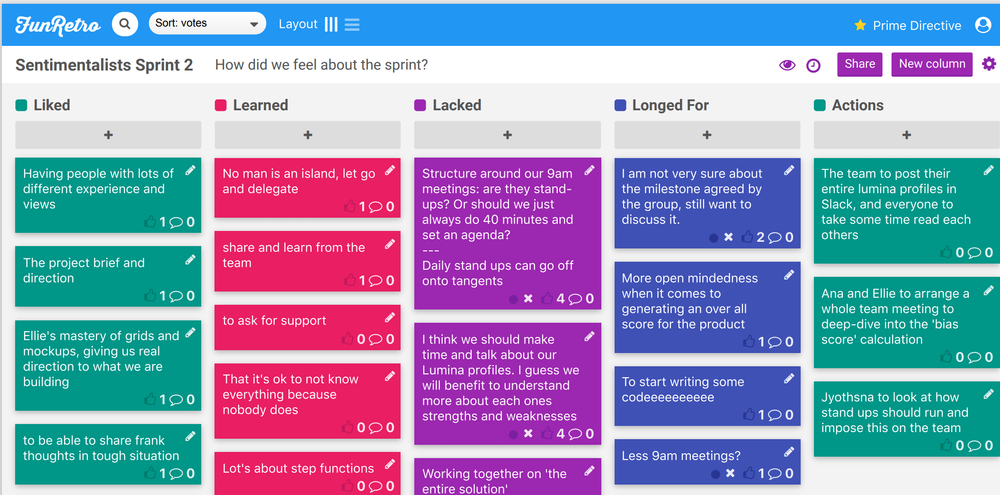 FunRetro
Sort: votes
Layout
Prime Directive
Sentimentalists Sprint 2
How did we feel about the sprint?
Share
New column
Liked
+
Having people with lots of
different experience and
views
1 0
The project brief and
direction
1 0
Ellie's mastery of grids and
mockups, giving us real
direction to what we are
building
1 0
to be able to share frank
thoughts in tough situation
1 0
Learned
+
No man is an island, let go
and delegate
1 0
share and learn from the
team
1 0
to ask for support
0 0
That it's ok to not know
everything because
nobody does
0 0
Lot's about step functions
0 0
Lacked
+
Structure around our 9am
meetings: are they stand-
ups? Or should we just
always do 40 minutes and
set an agenda?
---
Daily stand ups can go off
onto tangents
4 0
I think we should make
time and talk about our
Lumina profiles. I guess we
will benefit to understand
more about each ones
strengths and weaknesses
4 0
Working together on 'the
entire solution'
Longed For
+
I am not very sure about
the milestone agreed by
the group, still want to
discuss it.
2 0
More open mindedness
when it comes to
generating an over all
score for the product
1 0
To start writing some
codeeeeeeeeee
1 0
Less 9am meetings?
1 0
Actions
+
The team to post their
entire lumina profiles in
Slack, and everyone to
take some time read each
others
0 0
Ana and Ellie to arrange a
whole team meeting to
deep-dive into the 'bias
score' calculation
0 0
Jyothsna to look at how
stand ups should run and
impose this on the team
0 0